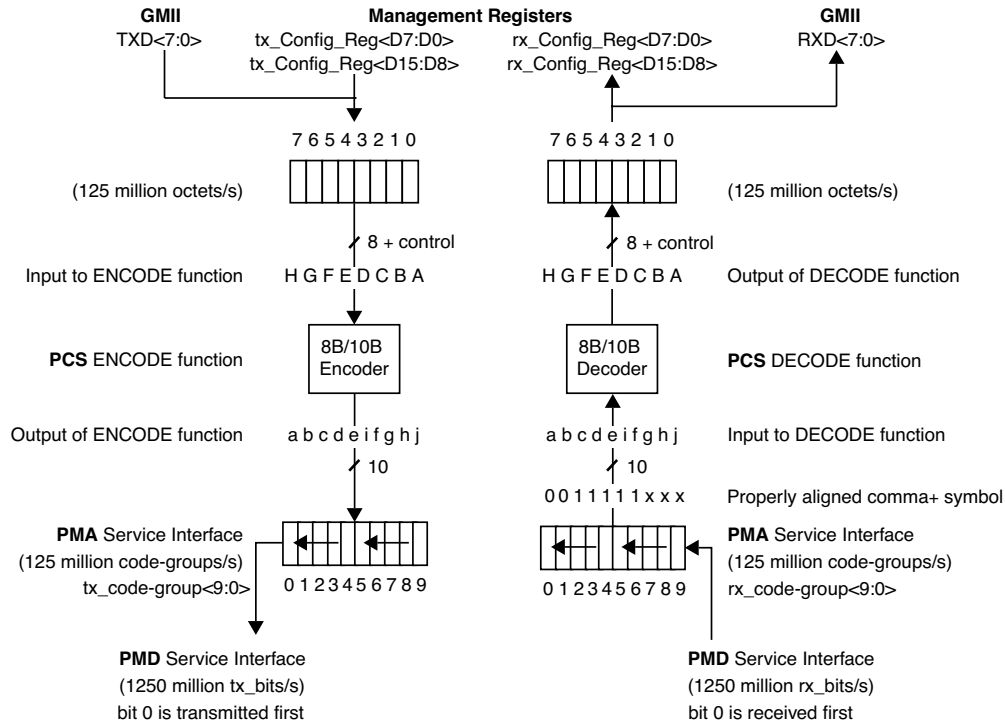 GMII Management Registers GMII
TXD<7:0> tx_Config_Reg<D7:D0> rx_Config_Reg<D7:D0> RXD<7:0>
tx_Config_Reg<D15:D8> rx_Config_Reg<D15:D8>
7 6 5 4 3 2 1 0 7 6 5 4 3 2 1 0
(125 million octets/s) (125 million octets/s)
8 + control 8 + control
Input to ENCODE function H G F E D C B A H G F E D C B A Output of DECODE function
8B/10B 8B/10B
PCS ENCODE function Encoder Decoder PCS DECODE function
Output of ENCODE function a b c d e i f g h j a b c d e i f g h j Input to DECODE function
10 10
0 0 1 1 1 1 1 x x x Properly aligned comma+ symbol
PMA Service Interface PMA Service Interface
(125 million code-groups/s) (125 million code-groups/s)
tx_code-group<9:0> 0 1 2 3 4 5 6 7 8 9 0 1 2 3 4 5 6 7 8 9 rx_code-group<9:0>
PMD Service Interface PMD Service Interface
(1250 million tx_bits/s) (1250 million rx_bits/s)
bit 0 is transmitted first bit 0 is received first